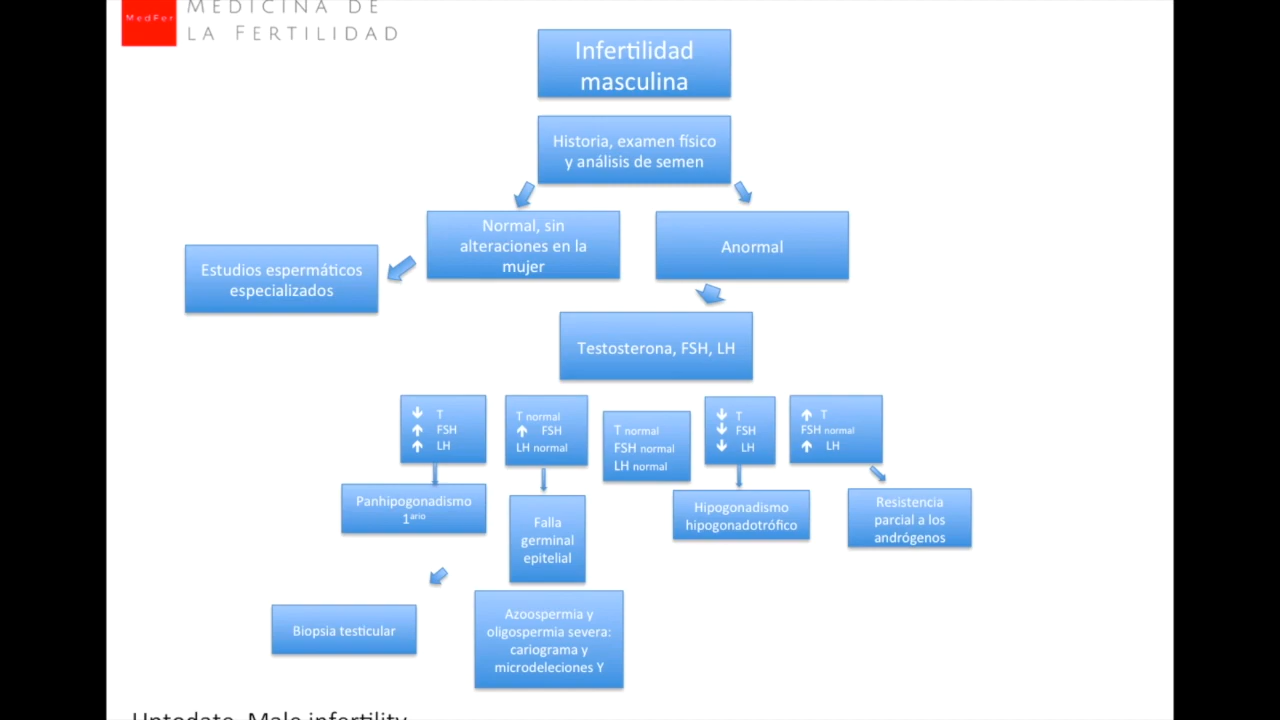 MedFer
MEDICINA DE
LA FERTILIDAD
Infertilidad
masculina
Historia, examen físico
y análisis de semen
Normal, sin
alteraciones en la
mujer
Anormal
Estudios espermáticos
especializados
Testosterona, FSH, LH
↓ T
↑ FSH
↑ LH
T normal
↑ FSH
LH normal
T normal
FSH normal
LH normal
↓ T
↓ FSH
↓ LH
↑ T
FSH normal
↑ LH
Panhipogonadismo
1ario
Falla
germinal
epitelial
Hipogonadismo
hipogonadotrófico
Resistencia
parcial a los
andrógenos
Biopsia testicular
Azoospermia y
oligospermia severa:
cariograma y
microdeleciones Y
Uptodate. Male infertility